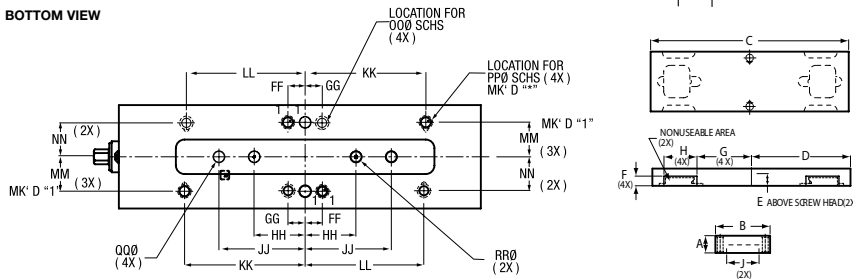 BOTTOM VIEW
LOCATION FOR
OOØ SCHS
( 4X )
LOCATION FOR
PPØ SCHS ( 4X )
MK' D "*"
LL
KK
FF
GG
1
1
MK' D "1"
NN
( 2X )
MM
( 3X )
MM
( 3X )
NN
( 2X )
MK' D "1"
1
1
GG
FF
HH
HH
JJ
JJ
KK
LL
QQØ
( 4X )
RRØ
( 2X )
C
NONUSEABLE AREA
(2X)
H
(4X)
G
(4 X)
D
F
(4X)
E ABOVE SCREW HEAD(2X
B
A
J
(2X)